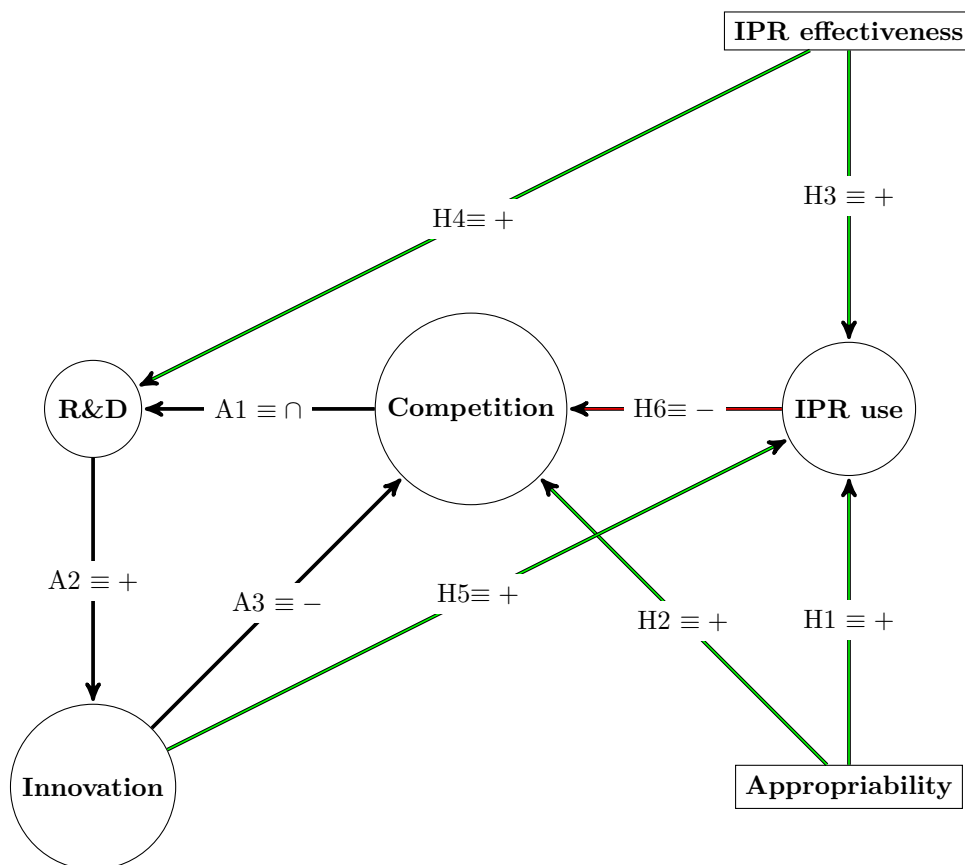 IPR effectiveness
H3 ≡ +
H4≡ +
R&D
A1 ≡ ∩
Competition
H6≡ −
IPR use
A2 ≡ +
A3 ≡ −
H5≡ +
H2 ≡ +
H1 ≡ +
Innovation
Appropriability